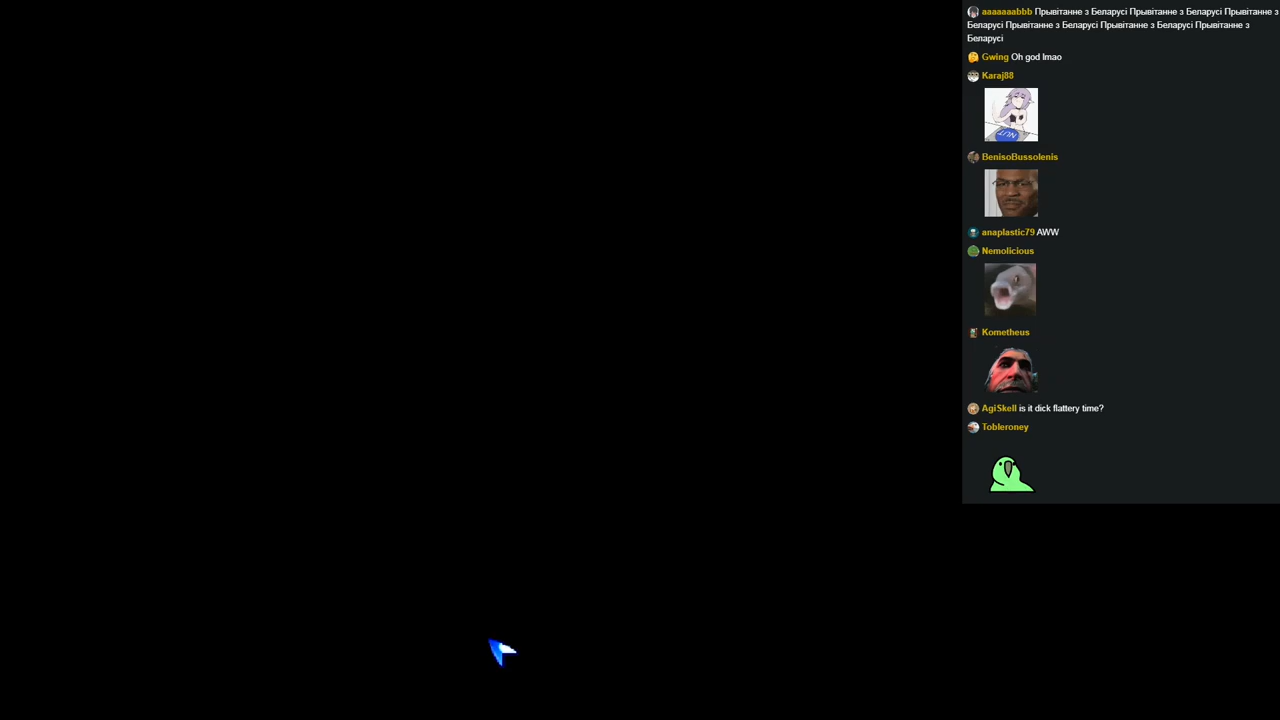 aaaaaaabbb Прывітанне з Беларусі Прывітанне з Беларусі Прывітанне з
Беларусі Прывітанне з Беларусі Прывітанне з Беларусі Прывітанне з
Беларусі
Gwing Oh god lmao
Karaj88
NUT
BenisoBussolenis
anaplastic79 AWW
Nemolicious
Kometheus
AgiSkell is it dick flattery time?
Tobleroney